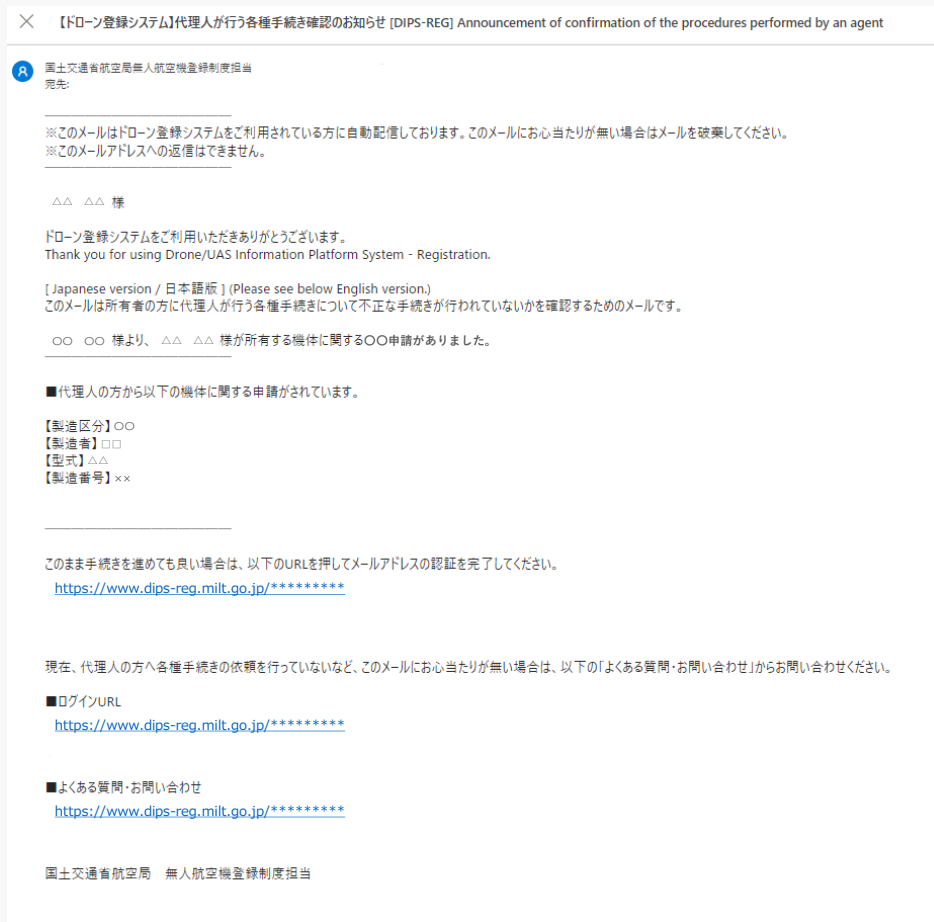 【ドローン登録システム】代理人が行う各種手続き確認のお知らせ [DIPS-REG] Announcement of confirmation of the procedures performed by an agent
国土交通省航空局無人航空機登録制度担当
宛先:
※このメールはドローン登録システムをご利用されている方に自動配信しております。このメールにお心当たりが無い場合はメールを破棄してください。
※このメールアドレスへの返信はできません。
△△ △△ 様
ドローン登録システムをご利用いただきありがとうございます。
Thank you for using Drone/UAS Information Platform System - Registration.
[ Japanese version / 日本語版 ] (Please see below English version.)
このメールは所有者の方に代理人が行う各種手続きについて不正な手続きが行われていないかを確認するためのメールです。
○○ ○○ 様より、 △△ △△ 様が所有する機体に関する〇〇申請がありました。
■代理人の方から以下の機体に関する申請がされています。
【製造区分】○○
【製造者】□□
【型式】△△
【製造番号】××
このまま手続きを進めても良い場合は、以下のURLを押してメールアドレスの認証を完了してください。
https://www.dips-reg.milt.go.jp/*********
現在、代理人の方へ各種手続きの依頼を行っていないなど、このメールにお心当たりが無い場合は、以下の「よくある質問・お問い合わせ」からお問い合わせください。
■ログインURL
https://www.dips-reg.milt.go.jp/*********
■よくある質問・お問い合わせ
https://www.dips-reg.milt.go.jp/*********
国土交通省航空局 無人航空機登録制度担当